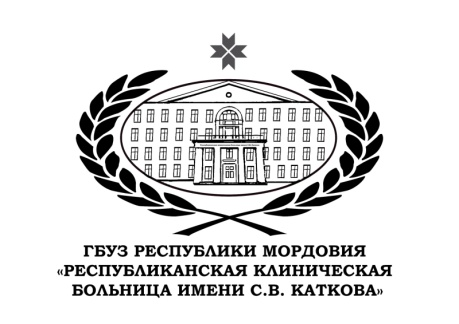 ГБУЗ РЕСПУБЛИКИ МОРДОВИЯ
«РЕСПУБЛИКАНСКАЯ КЛИНИЧЕСКАЯ
БОЛЬНИЦА ИМЕНИ С.В. КАТКОВА»